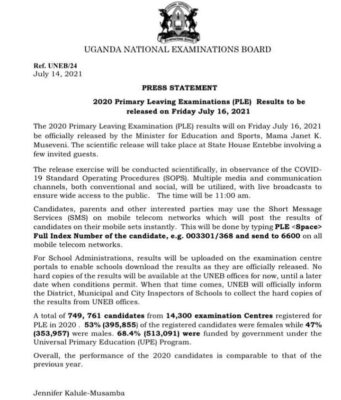 UGANDA NATIONAL EXAMINATIONS BOARD
Ref. UNEB/24
July 14, 2021
PRESS STATEMENT
2020 Primary Leaving Examinations (PLE) Results to be
released on Friday July 16, 2021
The 2020 Primary Leaving Examination (PLE) results will on Friday July 16, 2021
be officially released by the Minister for Education and Sports, Mama Janet K.
Museveni. The scientific release will take place at State House Entebbe involving a
few invited guests.
The release exercise will be conducted scientifically, in observance of the COVID-
19 Standard Operating Procedures (SOPS). Multiple media and communication
channels, both conventional and social, will be utilized, with live broadcasts to
ensure wide access to the public. The time will be 11:00 am.
Candidates, parents and other interested parties may use the Short Message
Services (SMS) on mobile telecom networks which will post the results of
candidates on their mobile sets instantly. This will be done by typing PLE <Space>
Full Index Number of the candidate, e.g. 003301/368 and send to 6600 on all
mobile telecom networks.
For School Administrations, results will be uploaded on the examination centre
portals to enable schools download the results as they are officially released. No
hard copies of the results will be available at the UNEB offices for now, until a later
date when conditions permit. When that time comes, UNEB will officially inform
the District, Municipal and City Inspectors of Schools to collect the hard copies of
the results from UNEB offices.
A total of 749, 761 candidates from 14,300 examination Centres registered for
PLE in 2020 . 53% (395,855) of the registered candidates were females while 47%
(353,957) were males. 68.4% (513,091) were funded by government under the
Universal Primary Education (UPE) Program.
Overall, the performance of the 2020 candidates is comparable to that of the
previous year.
Jennifer Kalule-Musamba